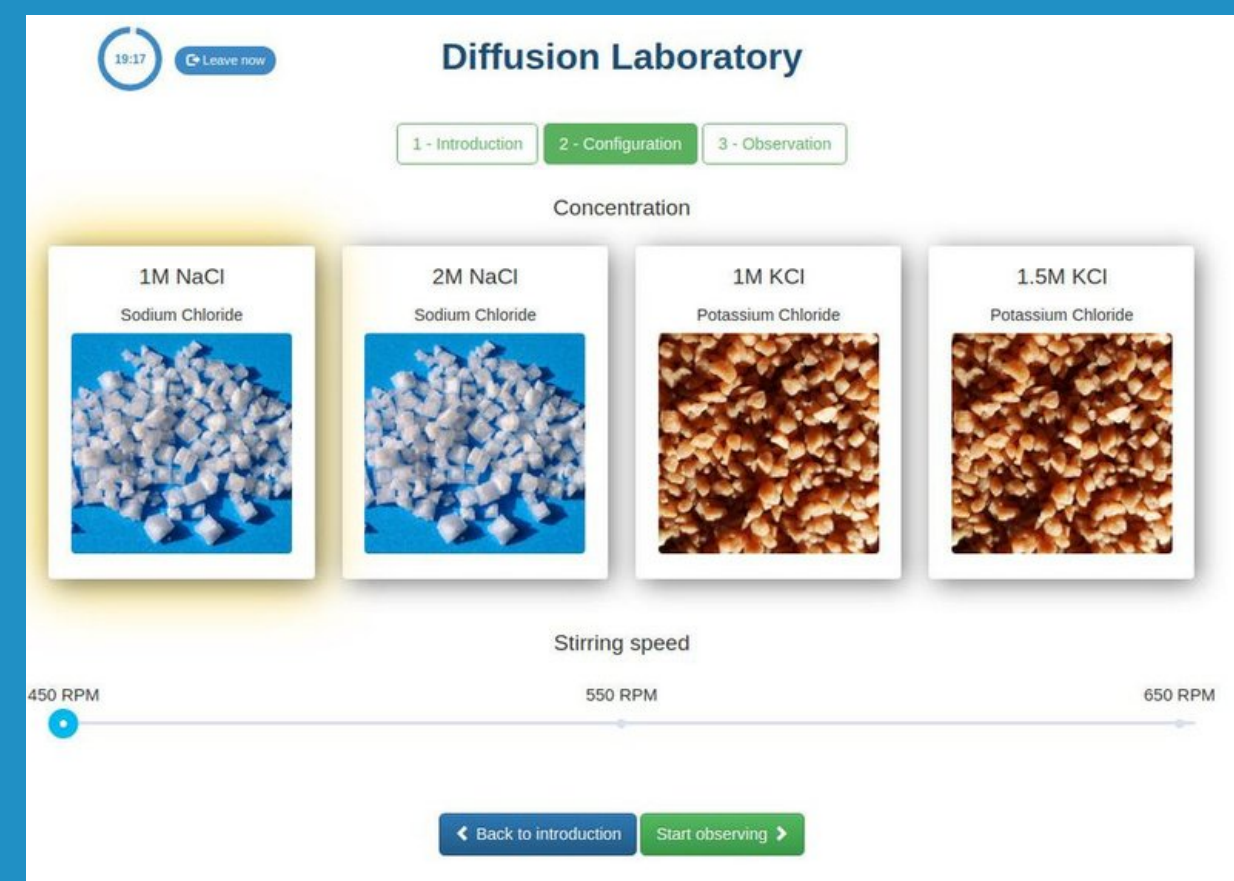 19:17
Leave now
Diffusion Laboratory
1 - Introduction
2 - Configuration
3 - Observation
Concentration
1M NaCl
Sodium Chloride
2M NaCl
Sodium Chloride
1M KCl
Potassium Chloride
1.5M KCl
Potassium Chloride
Stirring speed
450 RPM
550 RPM
650 RPM
Back to introduction
Start observing